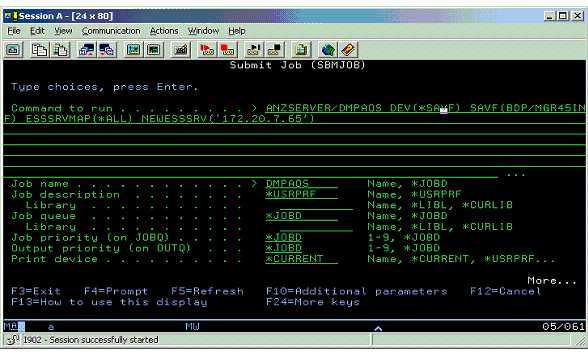 Session A - [24 x 80]
File Edit View Communication Actions Window Help
Submit Job (SBMJOB)
Type choices, press Enter.
Command to run . . . . . . . . . > ANZSERVER/DMPAOS DEV(*SAVF) SAVF(BDP/MGR45IN
F) ESSSRVMAP(*ALL) NEWESSSRV('172.20.7.65')
...
Job name . . . . . . . . . . . . > DMPAOS Name, *JOBD
Job description . . . . . . . . *USRPRF Name, *USRPRF
Library . . . . . . . . . . . Name, *LIBL, *CURLIB
Job queue . . . . . . . . . . . *JOBD Name, *JOBD
Library . . . . . . . . . . . Name, *LIBL, *CURLIB
Job priority (on JOBQ) . . . . . *JOBD 1-9, *JOBD
Output priority (on OUTQ) . . . *JOBD 1-9, *JOBD
Print device . . . . . . . . . . *CURRENT Name, *CURRENT, *USRPRF...
More...
F3=Exit F4=Prompt F5=Refresh F10=Additional parameters F12=Cancel
F13=How to use this display F24=More keys
a MW 05/061
I902 - Session successfully started